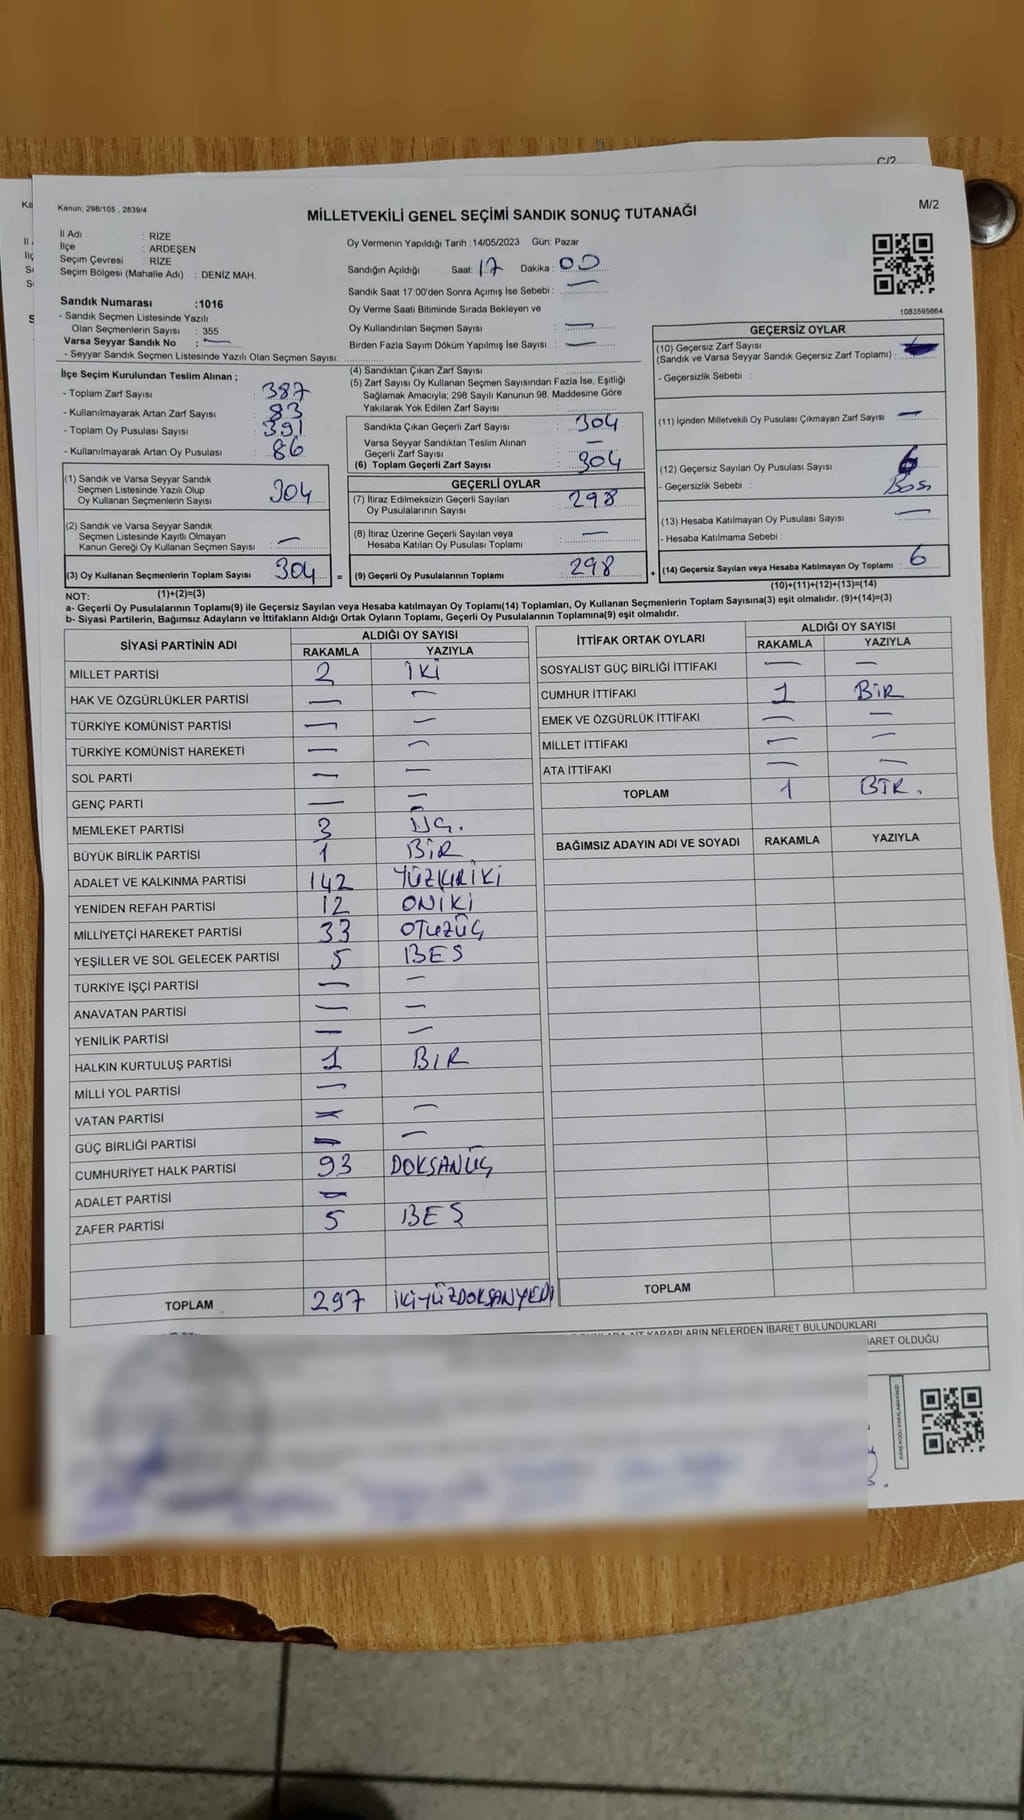 C/2
Kanun; 298/105 , 2839/4
MİLLETVEKİLİ GENEL SEÇİMİ SANDIK SONUÇ TUTANAĞI
M/2
İl Adı : RİZE
İlçe : ARDEŞEN
Seçim Çevresi : RİZE
Seçim Bölgesi (Mahalle Adı) : DENİZ MAH.
Oy Vermenin Yapıldığı Tarih : 14/05/2023 Gün: Pazar
Sandığın Açıldığı Saat: 17 Dakika : 00
Sandık Saat 17:00'den Sonra Açımış İse Sebebi : —
Oy Verme Saati Bitiminde Sırada Bekleyen ve
Oy Kullandırılan Seçmen Sayısı : —
Birden Fazla Sayım Döküm Yapılmış İse Sayısı : —
1083595664
Sandık Numarası :1016
- Sandık Seçmen Listesinde Yazılı
Olan Seçmenlerin Sayısı : 355
Varsa Seyyar Sandık No : —
- Seyyar Sandık Seçmen Listesinde Yazılı Olan Seçmen Sayısı:
İlçe Seçim Kurulundan Teslim Alınan ;
- Toplam Zarf Sayısı : 387
- Kullanılmayarak Artan Zarf Sayısı : 83
- Toplam Oy Pusulası Sayısı : 391
- Kullanılmayarak Artan Oy Pusulası : 86
(1) Sandık ve Varsa Seyyar Sandık
Seçmen Listesinde Yazılı Olup
Oy Kullanan Seçmenlerin Sayısı : 304
(2) Sandık ve Varsa Seyyar Sandık
Seçmen Listesinde Kayıtlı Olmayan
Kanun Gereği Oy Kullanan Seçmen Sayısı : —
(3) Oy Kullanan Seçmenlerin Toplam Sayısı : 304
(1)+(2)=(3)
(4) Sandıktan Çıkan Zarf Sayısı :
(5) Zarf Sayısı Oy Kullanan Seçmen Sayısından Fazla İse, Eşitliği
Sağlamak Amacıyla; 298 Sayılı Kanunun 98. Maddesine Göre
Yakılarak Yok Edilen Zarf Sayısı :
Sandıkta Çıkan Geçerli Zarf Sayısı : 304
Varsa Seyyar Sandıktan Teslim Alınan
Geçerli Zarf Sayısı : —
(6) Toplam Geçerli Zarf Sayısı : 304
GEÇERLİ OYLAR
(7) İtiraz Edilmeksizin Geçerli Sayılan
Oy Pusulalarının Sayısı : 298
(8) İtiraz Üzerine Geçerli Sayılan veya
Hesaba Katılan Oy Pusulası Toplamı : —
= (9) Geçerli Oy Pusulalarının Toplamı : 298 +
GEÇERSİZ OYLAR
(10) Geçersiz Zarf Sayısı
(Sandık ve Varsa Seyyar Sandık Geçersiz Zarf Toplamı) :
- Geçersizlik Sebebi :
(11) İçinden Milletvekili Oy Pusulası Çıkmayan Zarf Sayısı : —
(12) Geçersiz Sayılan Oy Pusulası Sayısı : 6
- Geçersizlik Sebebi : Boş
(13) Hesaba Katılmayan Oy Pusulası Sayısı : —
- Hesaba Katılmama Sebebi :
(14) Geçersiz Sayılan veya Hesaba Katılmayan Oy Toplamı : 6
(10)+(11)+(12)+(13)=(14)
NOT:
a- Geçerli Oy Pusulalarının Toplamı(9) ile Geçersiz Sayılan veya Hesaba katılmayan Oy Toplamı(14) Toplamları, Oy Kullanan Seçmenlerin Toplam Sayısına(3) eşit olmalıdır. (9)+(14)=(3)
b- Siyasi Partilerin, Bağımsız Adayların ve İttifakların Aldığı Ortak Oyların Toplamı, Geçerli Oy Pusulalarının Toplamına(9) eşit olmalıdır.
SİYASİ PARTİNİN ADI ALDIĞI OY SAYISI
RAKAMLA YAZIYLA
MİLLET PARTİSİ 2 İKİ
HAK VE ÖZGÜRLÜKLER PARTİSİ — —
TÜRKİYE KOMÜNİST PARTİSİ — —
TÜRKİYE KOMÜNİST HAREKETİ — —
SOL PARTİ — —
GENÇ PARTİ — —
MEMLEKET PARTİSİ 3 ÜÇ.
BÜYÜK BİRLİK PARTİSİ 1 BİR
ADALET VE KALKINMA PARTİSİ 142 YÜZKIRIKİ
YENİDEN REFAH PARTİSİ 12 ONİKİ
MİLLİYETÇİ HAREKET PARTİSİ 33 OTUZÜÇ
YEŞİLLER VE SOL GELECEK PARTİSİ 5 BES
TÜRKİYE İŞÇİ PARTİSİ — —
ANAVATAN PARTİSİ — —
YENİLİK PARTİSİ — —
HALKIN KURTULUŞ PARTİSİ 1 BIR
MİLLİ YOL PARTİSİ —
VATAN PARTİSİ — —
GÜÇ BİRLİĞİ PARTİSİ — —
CUMHURİYET HALK PARTİSİ 93 DOKSANÜÇ
ADALET PARTİSİ —
ZAFER PARTİSİ 5 BEŞ
TOPLAM 297 İKİYÜZDOKSANYEDİ
İTTİFAK ORTAK OYLARI ALDIĞI OY SAYISI
RAKAMLA YAZIYLA
SOSYALİST GÜÇ BİRLİĞİ İTTİFAKI — —
CUMHUR İTTİFAKI 1 BİR
EMEK VE ÖZGÜRLÜK İTTİFAKI — —
MİLLET İTTİFAKI — —
ATA İTTİFAKI — —
TOPLAM 1 BİR.
BAĞIMSIZ ADAYIN ADI VE SOYADI RAKAMLA YAZIYLA
TOPLAM
KARARLARIN NELERDEN İBARET BULUNDUKLARI
ARET OLDUĞU